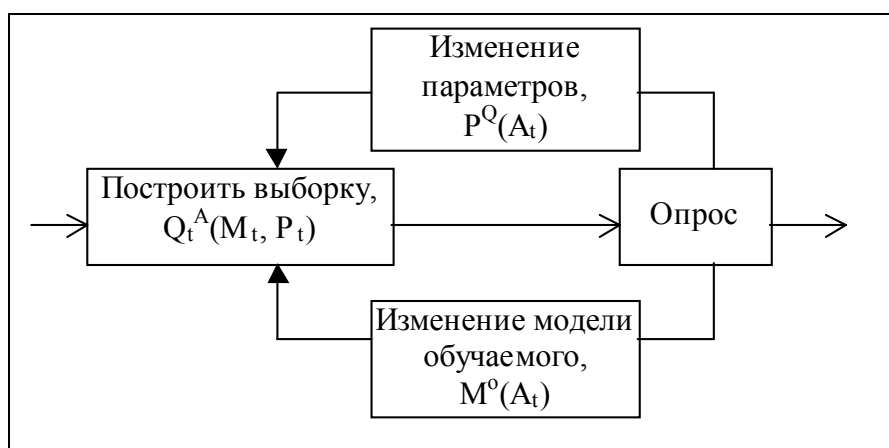 Изменение
параметров,
P^Q(A_t)
Построить выборку,
Q_t^A(M_t, P_t)
Опрос
Изменение модели
обучаемого,
M^o(A_t)